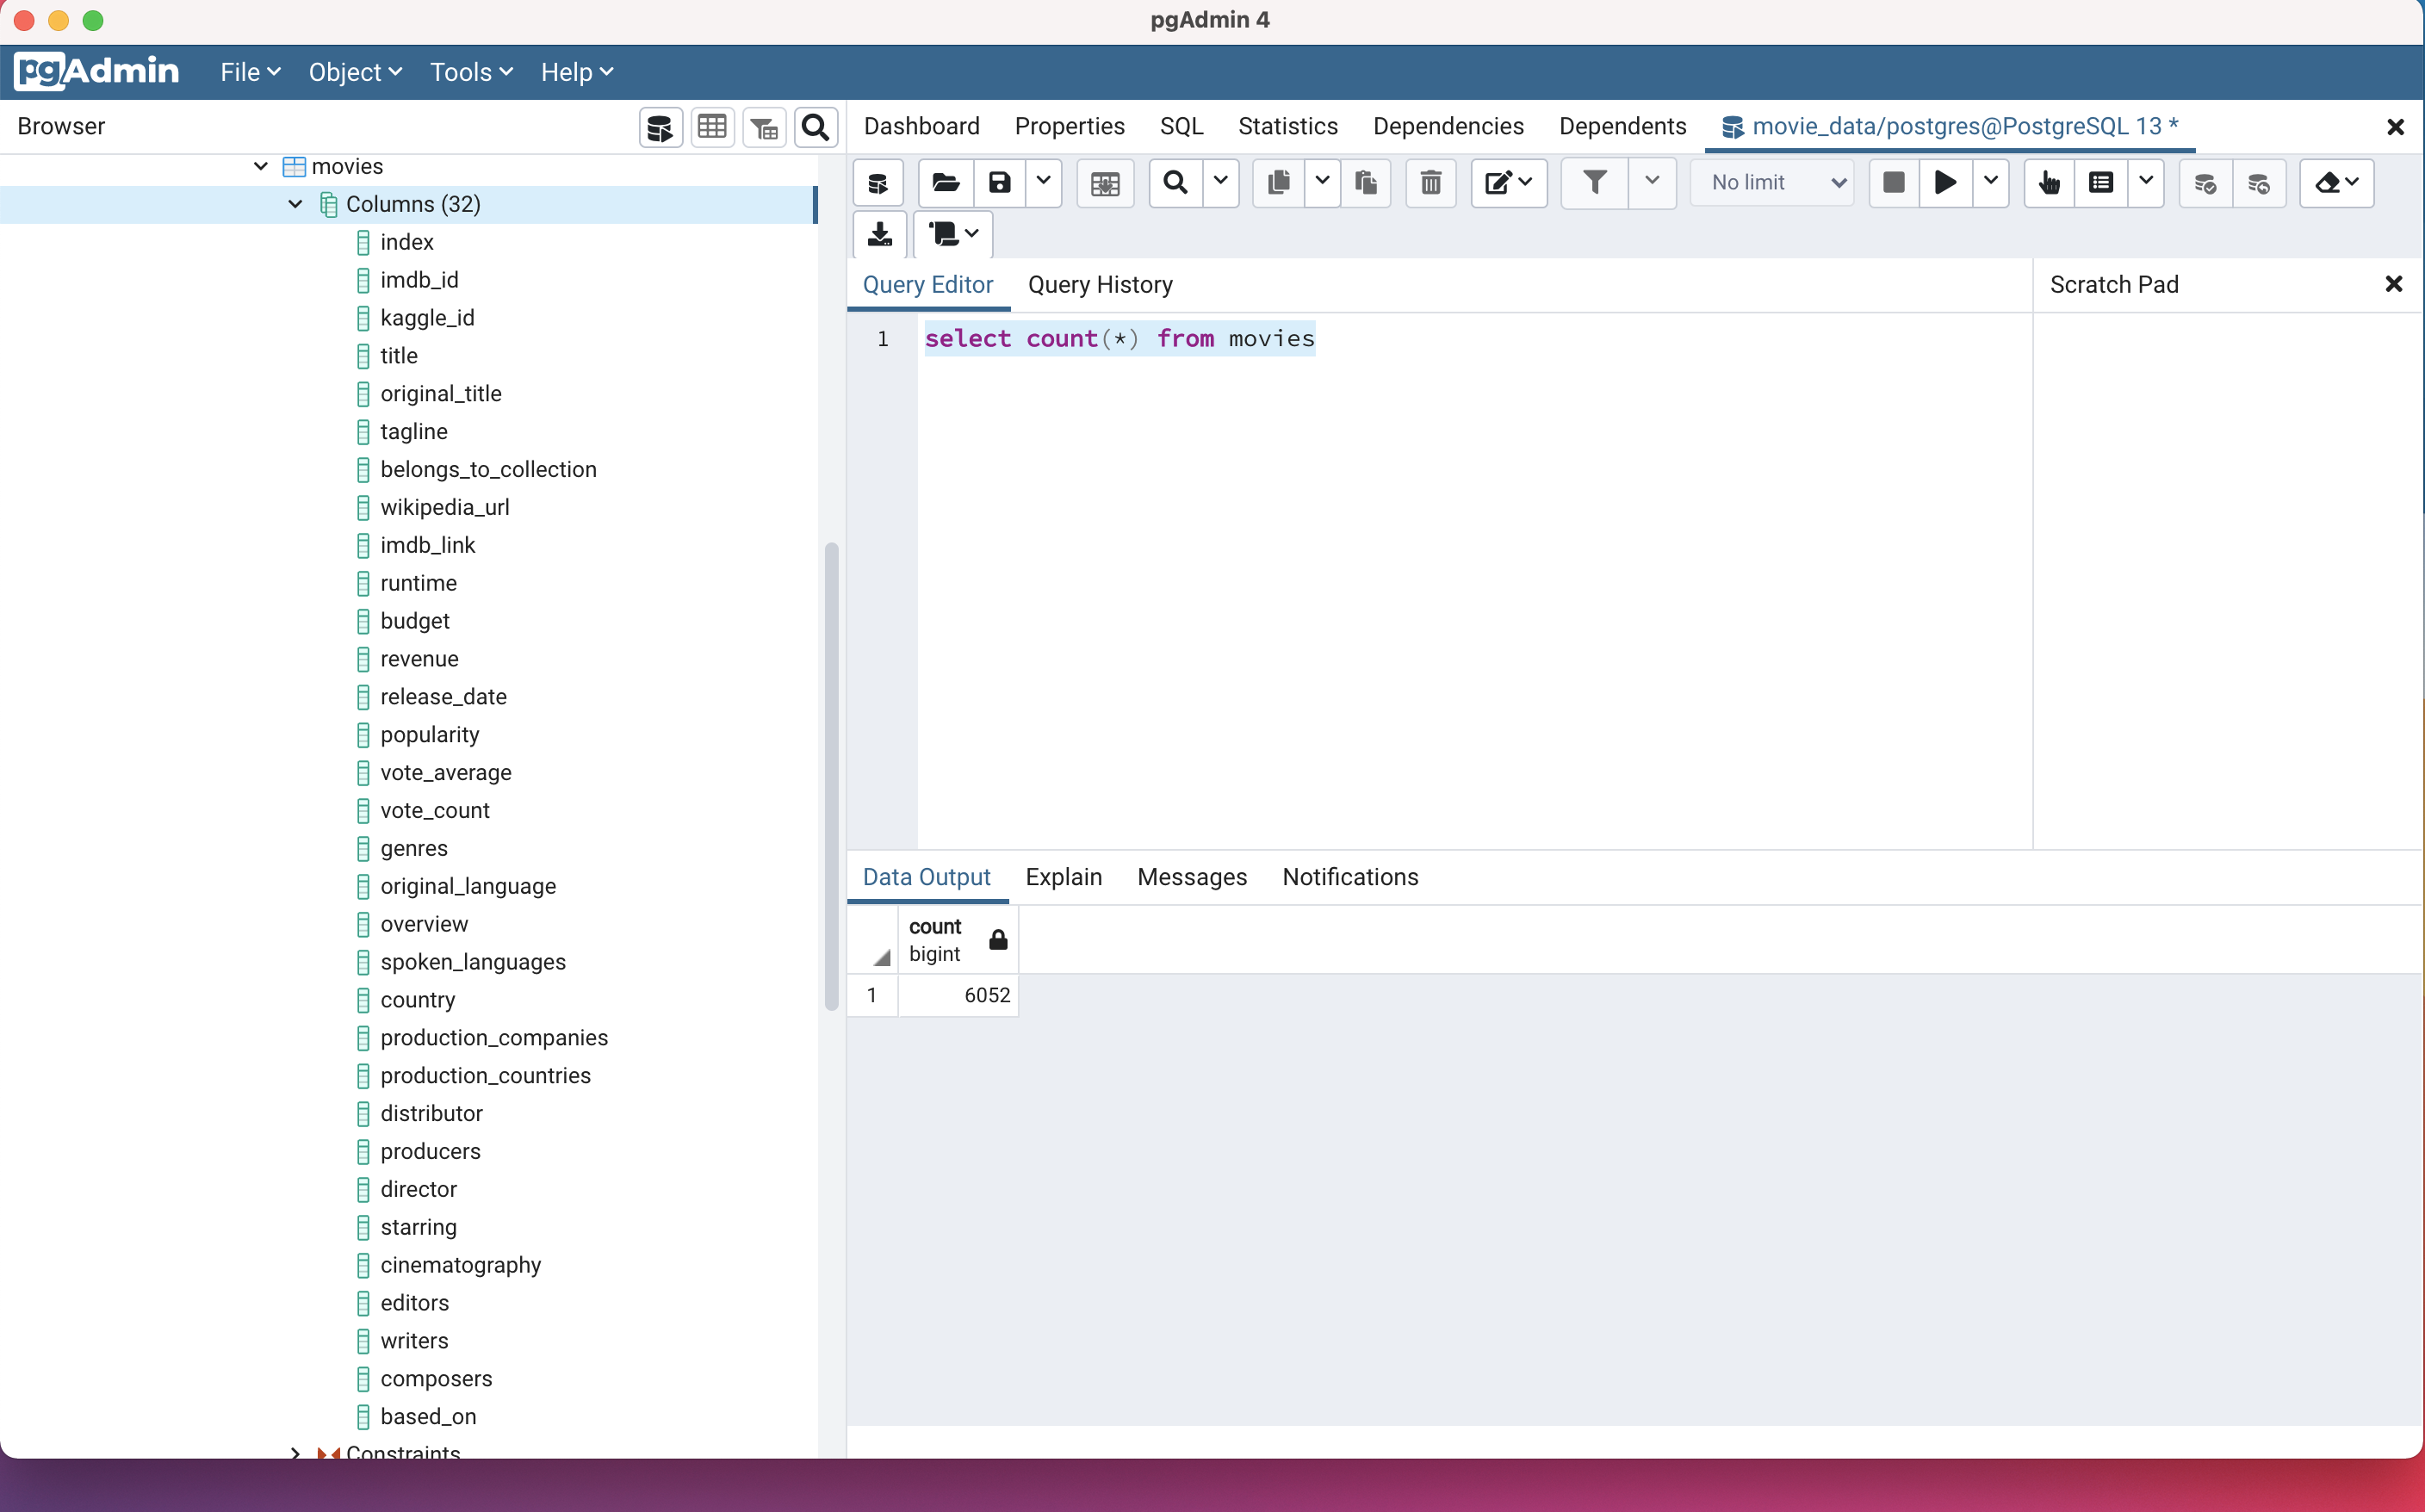 pgAdmin 4
pgAdmin File Object Tools Help
Browser
Dashboard Properties SQL Statistics Dependencies Dependents movie_data/postgres@PostgreSQL 13 *
movies
Columns (32)
index
imdb_id
kaggle_id
title
original_title
tagline
belongs_to_collection
wikipedia_url
imdb_link
runtime
budget
revenue
release_date
popularity
vote_average
vote_count
genres
original_language
overview
spoken_languages
country
production_companies
production_countries
distributor
producers
director
starring
cinematography
editors
writers
composers
based_on
Constraints
No limit
Query Editor Query History
Scratch Pad
1 select count(*) from movies
Data Output Explain Messages Notifications
count
bigint
1 6052